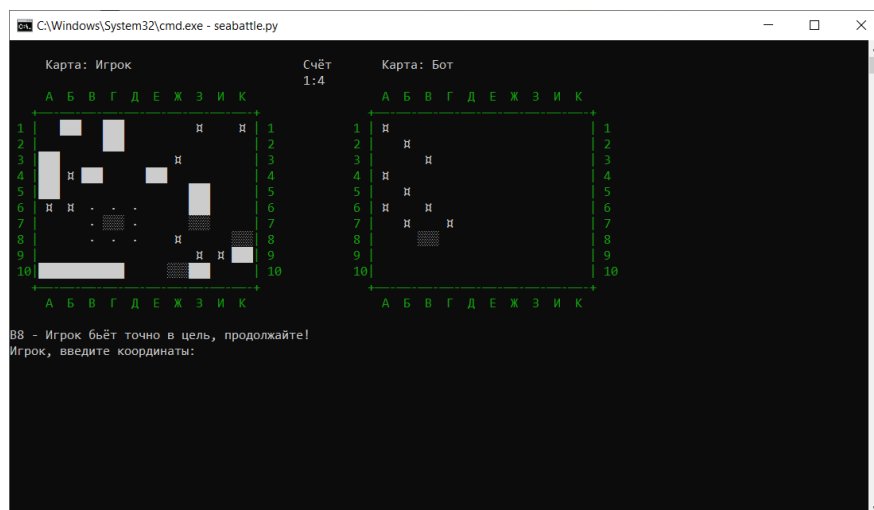 C:\Windows\System32\cmd.exe - seabattle.py
Карта: Игрок Счёт Карта: Бот
1:4
А Б В Г Д Е Ж З И К А Б В Г Д Е Ж З И К
1 ¤ ¤ 1 1 ¤ 1
2 2 2 ¤ 2
3 ¤ 3 3 ¤ 3
4 ¤ 4 4 ¤ 4
5 5 5 ¤ 5
6 ¤ ¤ . . . 6 6 ¤ ¤ 6
7 . . 7 7 ¤ ¤ 7
8 . . . ¤ 8 8 8
9 ¤ ¤ 9 9 9
10 10 10 10
А Б В Г Д Е Ж З И К А Б В Г Д Е Ж З И К
В8 - Игрок бьёт точно в цель, продолжайте!
Игрок, введите координаты: